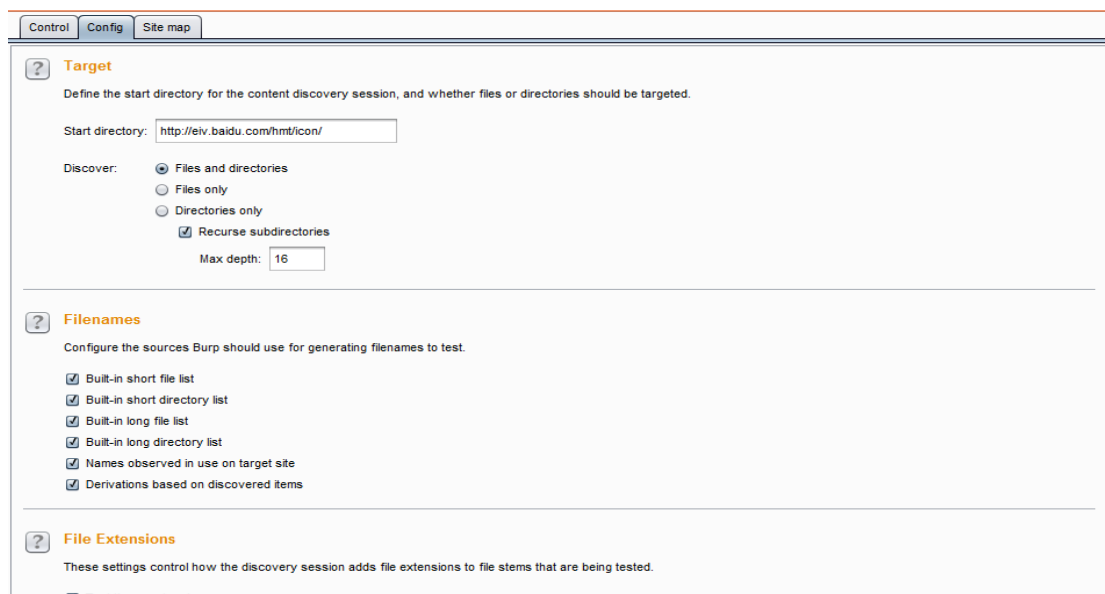 Control Config Site map
? Target
Define the start directory for the content discovery session, and whether files or directories should be targeted.
Start directory: http://eiv.baidu.com/hmt/icon/
Discover: Files and directories
Files only
Directories only
Recurse subdirectories
Max depth: 16
? Filenames
Configure the sources Burp should use for generating filenames to test.
Built-in short file list
Built-in short directory list
Built-in long file list
Built-in long directory list
Names observed in use on target site
Derivations based on discovered items
? File Extensions
These settings control how the discovery session adds file extensions to file stems that are being tested.